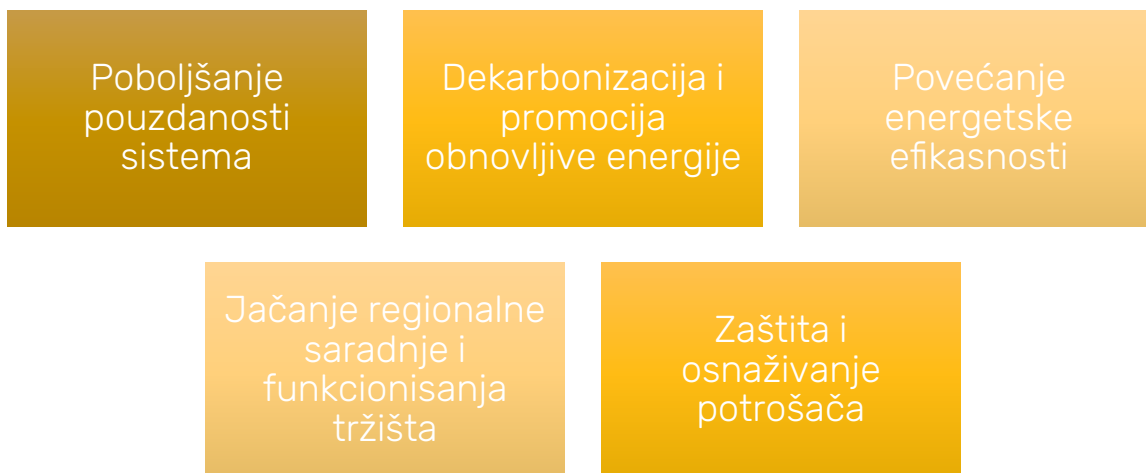 Poboljšanje
pouzdanosti
sistema
Dekarbonizacija i
promocija
obnovljive energije
Povećanje
energetske
efikasnosti
Jačanje regionalne
saradnje i
funkcionisanja
tržišta
Zaštita i
osnaživanje
potrošača